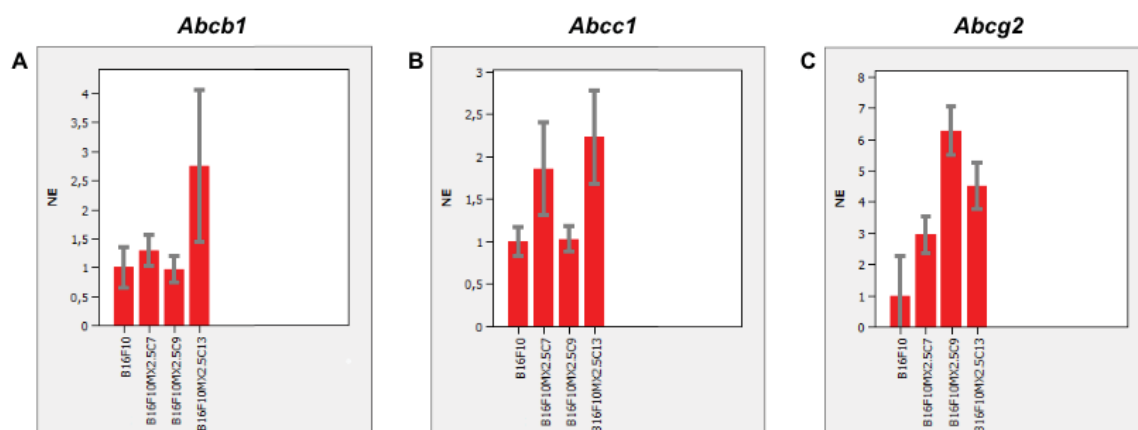 Abcb1
A
NE
4
3,5
3
2,5
2
1,5
1
0,5
0
B16F10
B16F10MX2.5C7
B16F10MX2.5C9
B16F10MX2.5C13
Abcc1
B
NE
3
2,5
2
1,5
1
0,5
0
B16F10
B16F10MX2.5C7
B16F10MX2.5C9
B16F10MX2.5C13
Abcg2
C
NE
8
7
6
5
4
3
2
1
0
B16F10
B16F10MX2.5C7
B16F10MX2.5C9
B16F10MX2.5C13